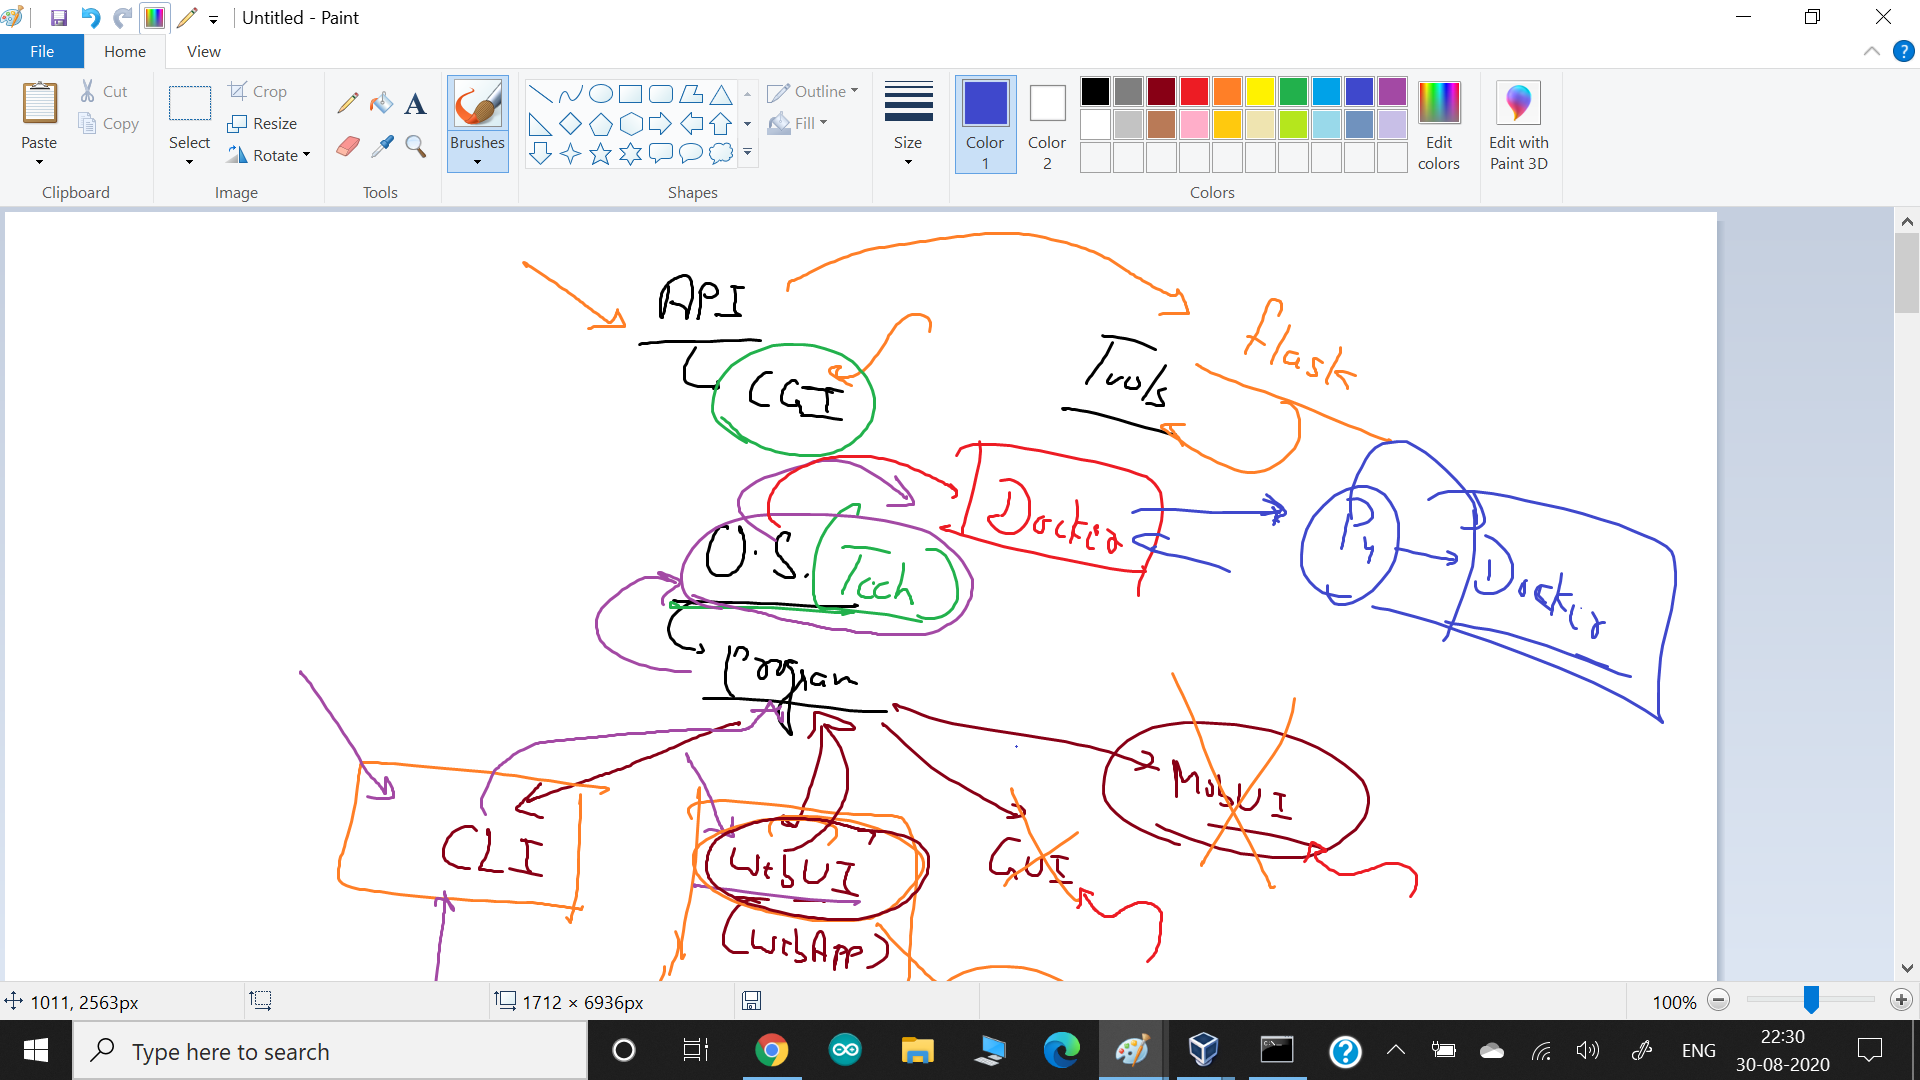 Untitled - Paint
File
Home
View
Paste
Cut
Copy
Clipboard
Select
Crop
Resize
Rotate
Image
Tools
Brushes
Shapes
Outline
Fill
Size
Color 1
Color 2
Edit colors
Colors
Edit with Paint 3D
API
CGI
Tools
flask
O.S.
Tech
Docker
Py
Docker
Program
CLI
WebUI
(WebApp)
GUI
MobUI
1011, 2563px
1712 × 6936px
100%
Type here to search
ENG
22:30
30-08-2020